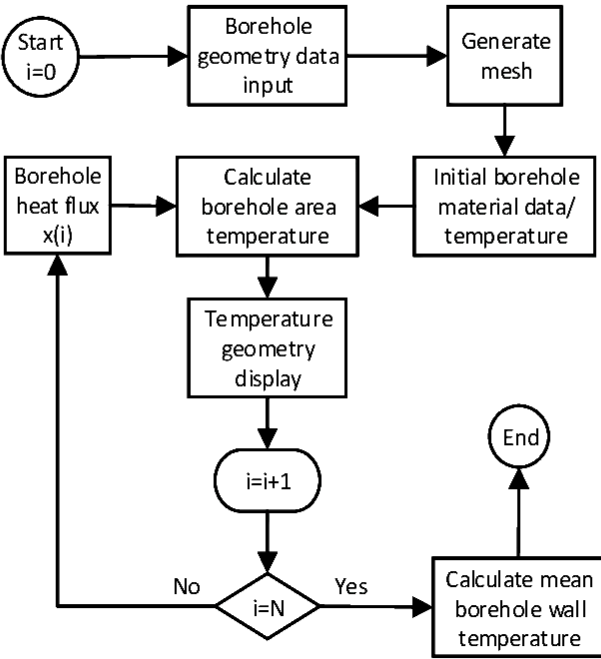 Start
i=0
Borehole
geometry data
input
Generate
mesh
Borehole
heat flux
x(i)
Calculate
borehole area
temperature
Initial borehole
material data/
temperature
Temperature
geometry
display
i=i+1
End
No
i=N
Yes
Calculate mean
borehole wall
temperature